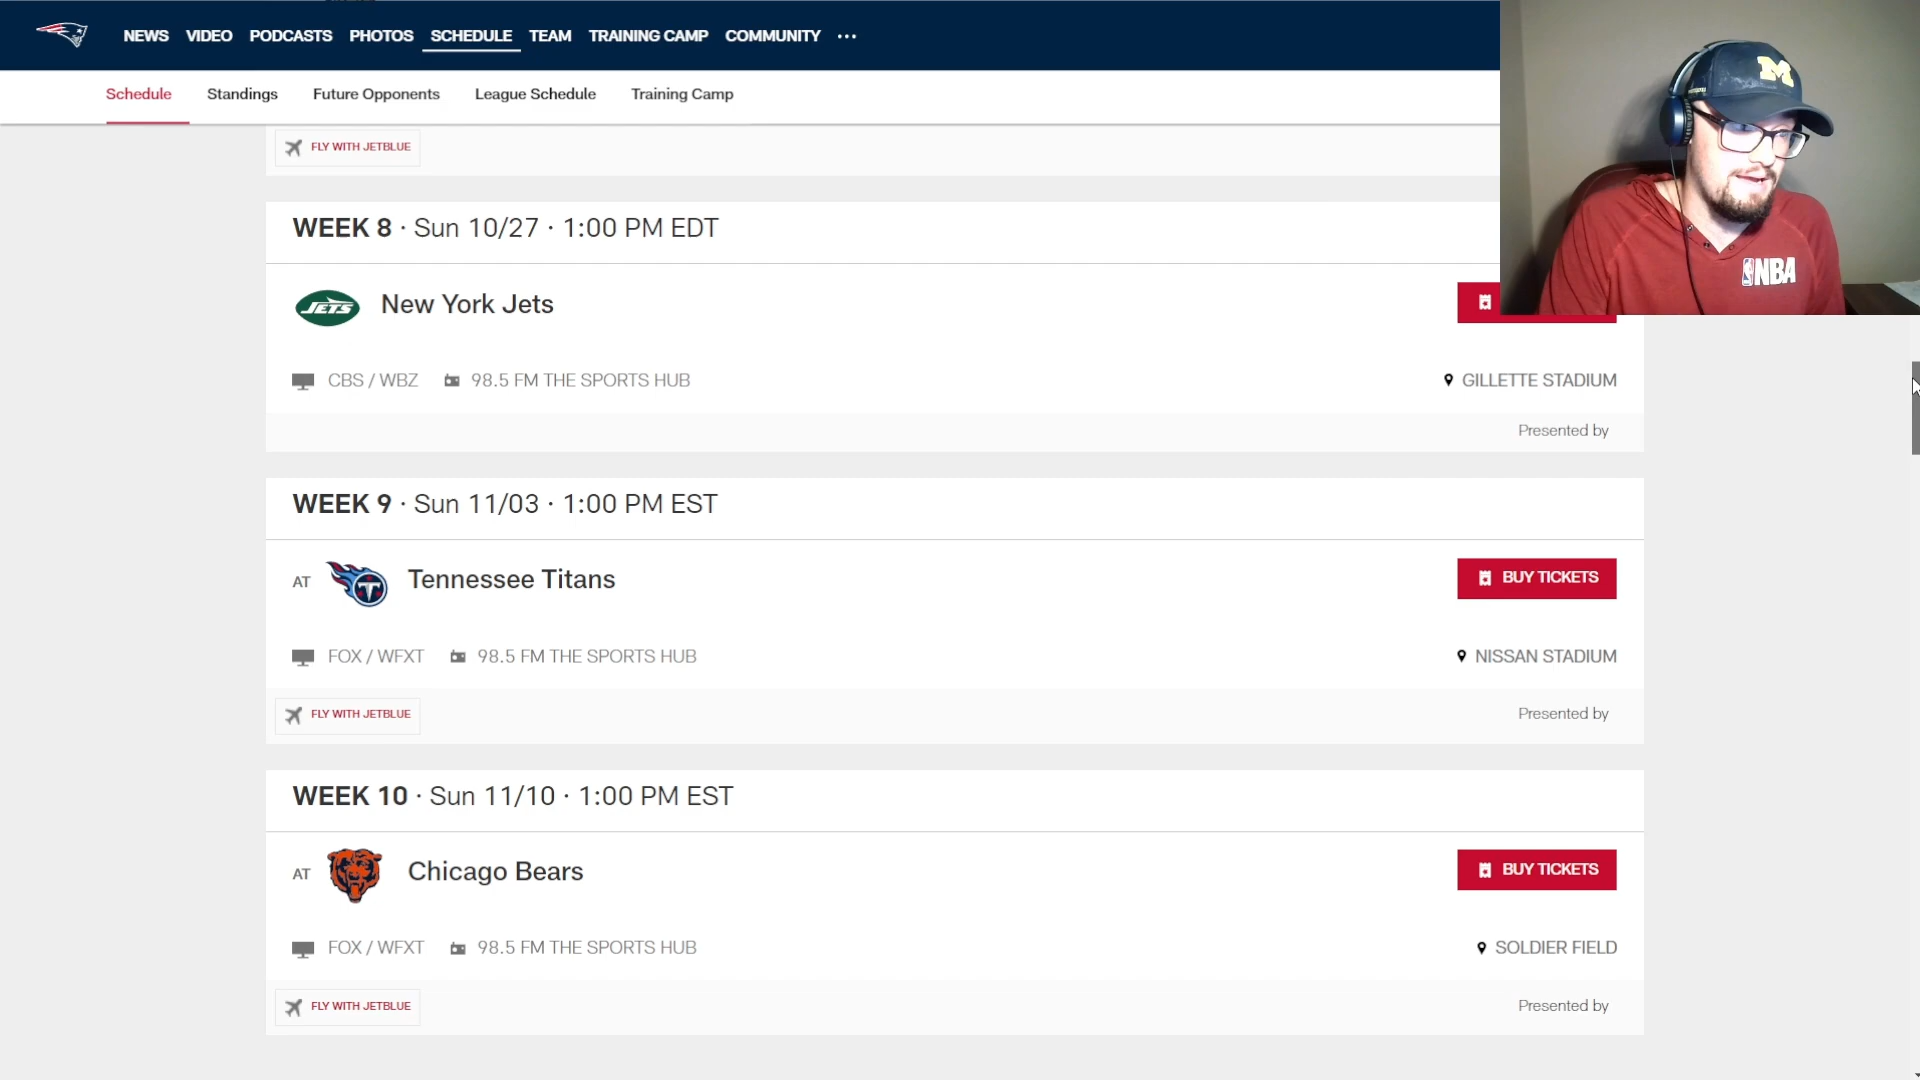 NEWS VIDEO PODCASTS PHOTOS SCHEDULE TEAM TRAINING CAMP COMMUNITY ...
Schedule Standings Future Opponents League Schedule Training Camp
FLY WITH JETBLUE
WEEK 8 · Sun 10/27 · 1:00 PM EDT
JETS New York Jets
CBS / WBZ 98.5 FM THE SPORTS HUB GILLETTE STADIUM
Presented by
WEEK 9 · Sun 11/03 · 1:00 PM EST
AT T Tennessee Titans BUY TICKETS
FOX / WFXT 98.5 FM THE SPORTS HUB NISSAN STADIUM
FLY WITH JETBLUE Presented by
WEEK 10 · Sun 11/10 · 1:00 PM EST
AT Chicago Bears BUY TICKETS
FOX / WFXT 98.5 FM THE SPORTS HUB SOLDIER FIELD
FLY WITH JETBLUE Presented by
M
NBA